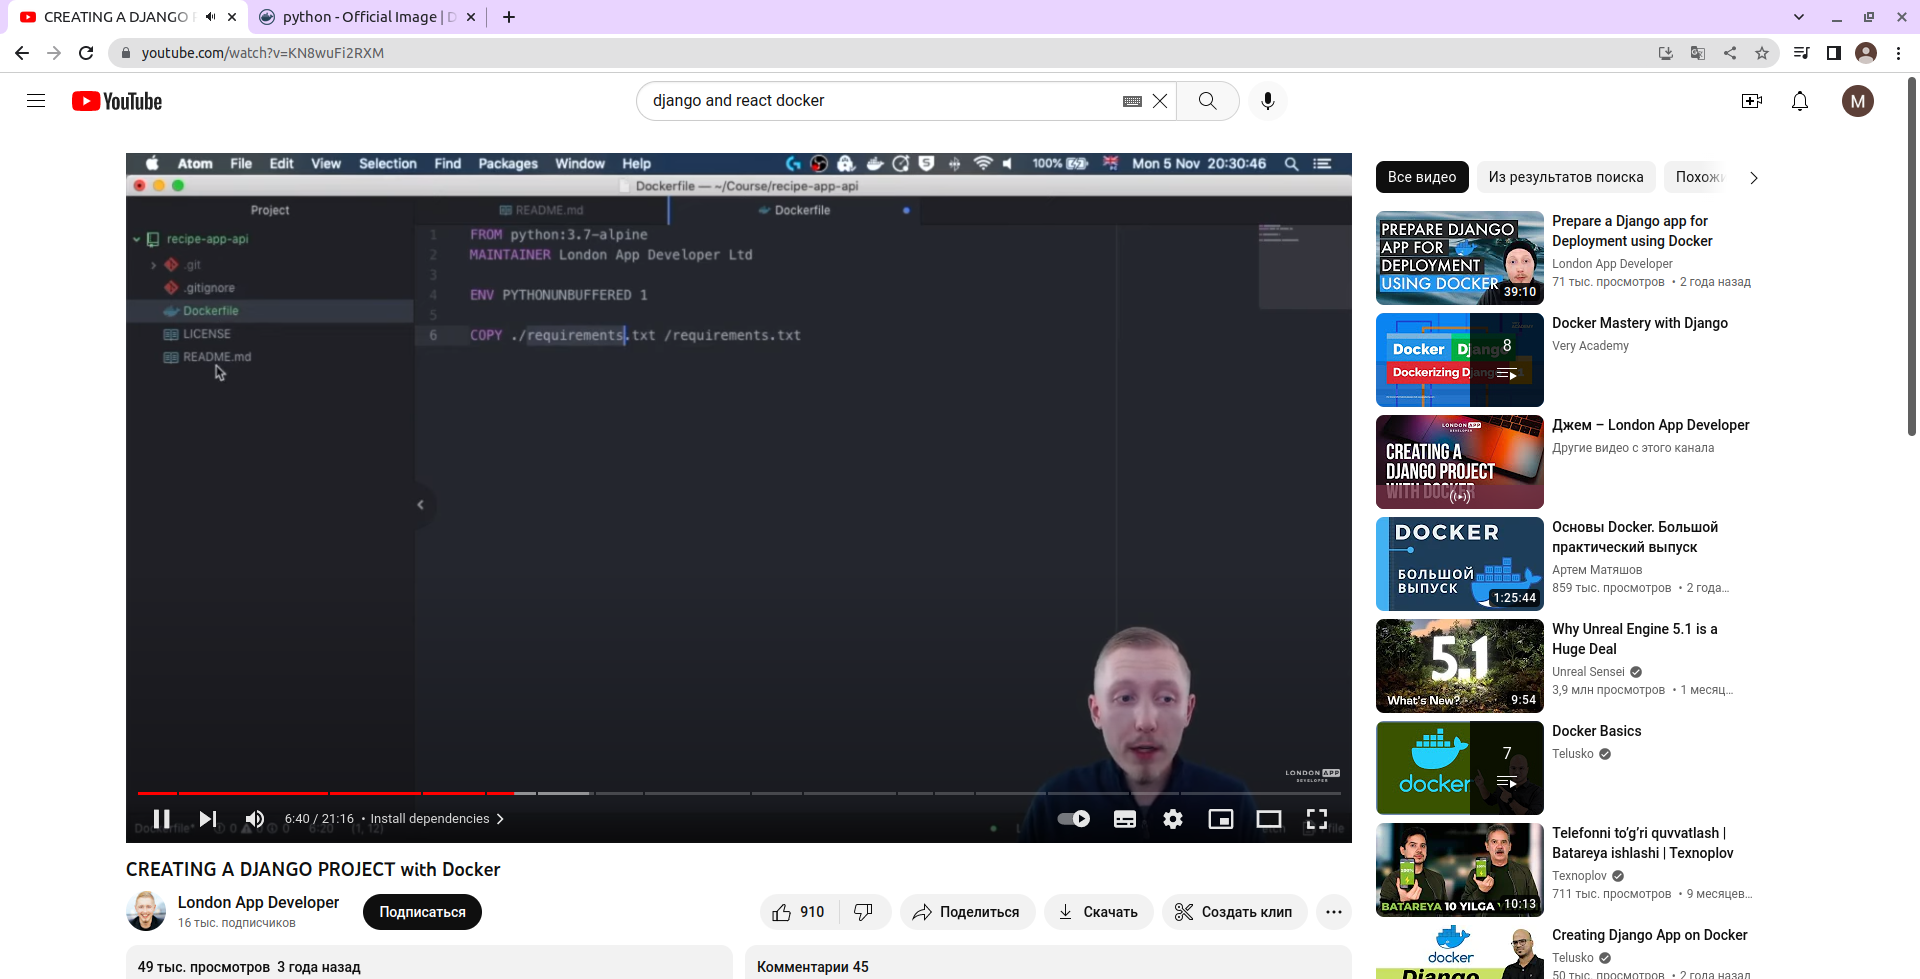 CREATING A DJANGO
python - Official Image | D
youtube.com/watch?v=KN8wuFi2RXM
YouTube
django and react docker
M
Atom File Edit View Selection Find Packages Window Help
100%
Mon 5 Nov 20:30:46
Dockerfile — ~/Course/recipe-app-api
Project
README.md
Dockerfile
recipe-app-api
.git
.gitignore
Dockerfile
LICENSE
README.md
1 FROM python:3.7-alpine
2 MAINTAINER London App Developer Ltd
3
4 ENV PYTHONUNBUFFERED 1
5
6 COPY ./requirements.txt /requirements.txt
LONDON APP
DEVELOPER
6:40 / 21:16 • Install dependencies
CREATING A DJANGO PROJECT with Docker
London App Developer
16 тыс. подписчиков
Подписаться
910
Поделиться
Скачать
Создать клип
49 тыс. просмотров 3 года назад
Комментарии 45
Все видео
Из результатов поиска
Похожи
PREPARE DJANGO
APP FOR
DEPLOYMENT
USING DOCKER
39:10
Prepare a Django app for
Deployment using Docker
London App Developer
71 тыс. просмотров • 2 года назад
Docker Django
Dockerizing Django
8
Docker Mastery with Django
Very Academy
LONDON APP
DEVELOPER
CREATING A
DJANGO PROJECT
WITH DOCKER
Джем – London App Developer
Другие видео с этого канала
DOCKER
БОЛЬШОЙ
ВЫПУСК
1:25:44
Основы Docker. Большой
практический выпуск
Артем Матяшов
859 тыс. просмотров • 2 года…
5.1
What's New?
9:54
Why Unreal Engine 5.1 is a
Huge Deal
Unreal Sensei
3,9 млн просмотров • 1 месяц…
docker
7
Docker Basics
Telusko
BATAREYA 10 YILGA
10:13
Telefonni to'g'ri quvvatlash |
Batareya ishlashi | Texnoplov
Texnoplov
711 тыс. просмотров • 9 месяцев…
docker
Django
Creating Django App on Docker
Telusko
50 тыс. просмотров • 2 года назад